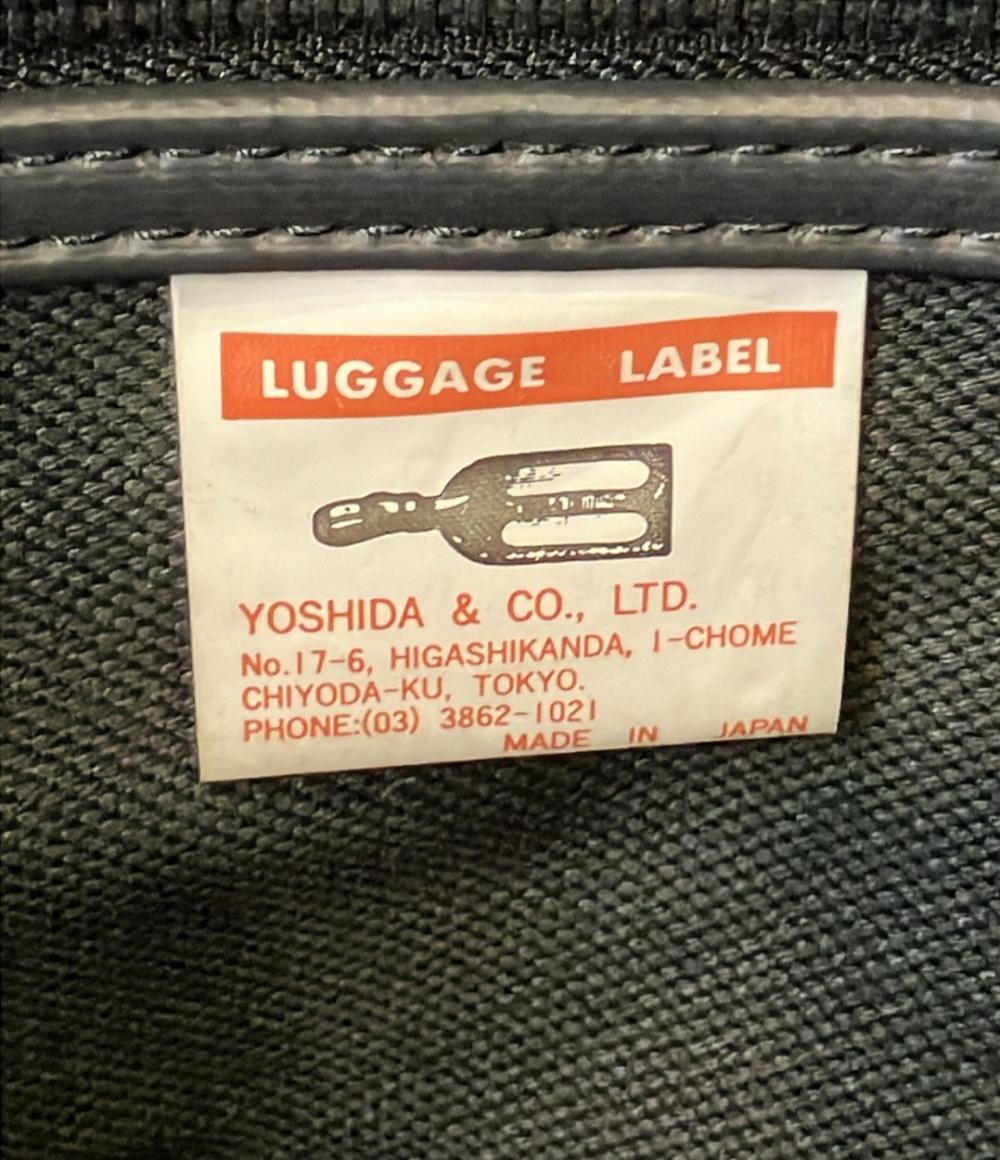 LUGGAGE LABEL
YOSHIDA & CO., LTD.
No.17-6, HIGASHIKANDA, 1-CHOME
CHIYODA-KU, TOKYO.
PHONE:(03) 3862-1021
MADE IN JAPAN